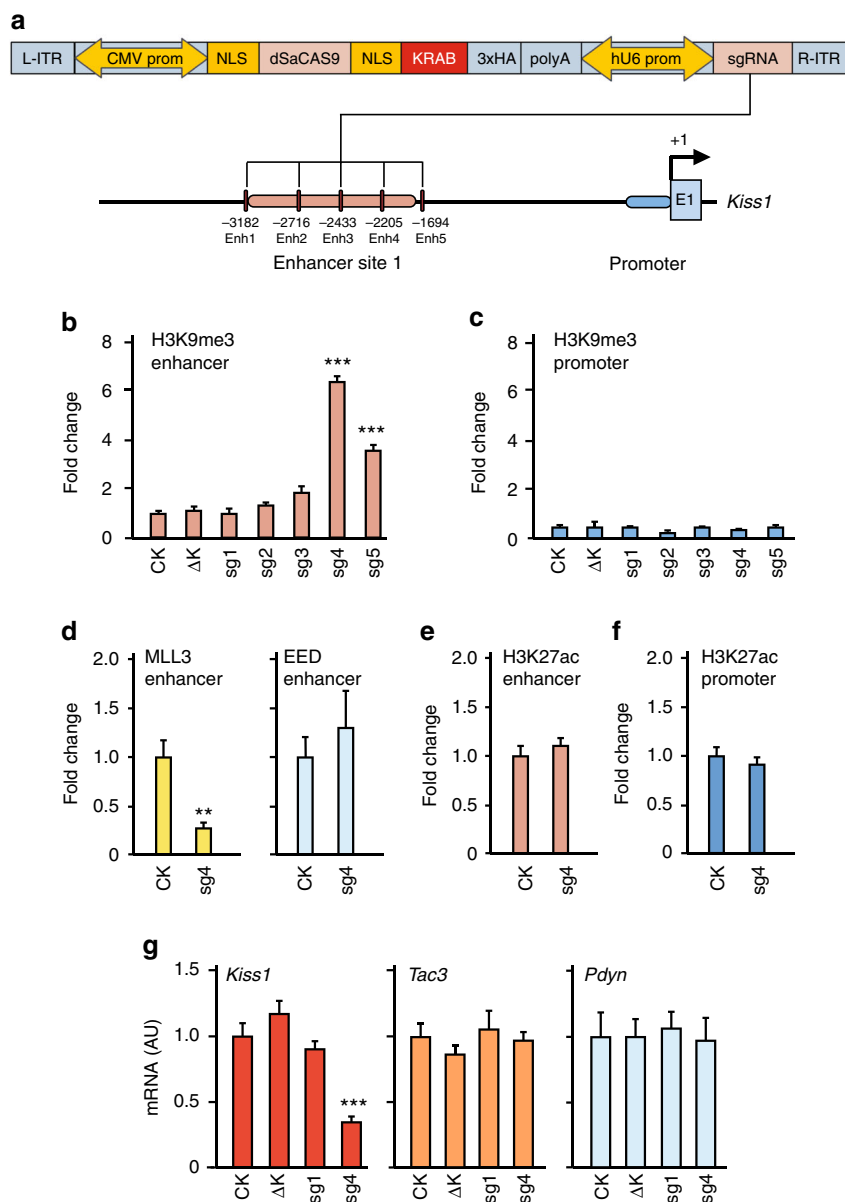 a
L-ITR CMV prom NLS dSaCAS9 NLS KRAB 3xHA polyA hU6 prom sgRNA R-ITR
+1
E1
Kiss1
–3182 –2716 –2433 –2205 –1694
Enh1 Enh2 Enh3 Enh4 Enh5
Enhancer site 1 Promoter
b
H3K9me3
enhancer
Fold change
8
6
4
2
0
***
***
CK ΔK sg1 sg2 sg3 sg4 sg5
c
H3K9me3
promoter
Fold change
8
6
4
2
0
CK ΔK sg1 sg2 sg3 sg4 sg5
d
MLL3
enhancer
Fold change
2.0
1.5
1.0
0.5
0
**
CK sg4
EED
enhancer
CK sg4
e
H3K27ac
enhancer
Fold change
2.0
1.5
1.0
0.5
0
CK sg4
f
H3K27ac
promoter
Fold change
2.0
1.5
1.0
0.5
0
CK sg4
g
Kiss1
mRNA (AU)
1.5
1.0
0.5
0
***
CK ΔK sg1 sg4
Tac3
CK ΔK sg1 sg4
Pdyn
CK ΔK sg1 sg4